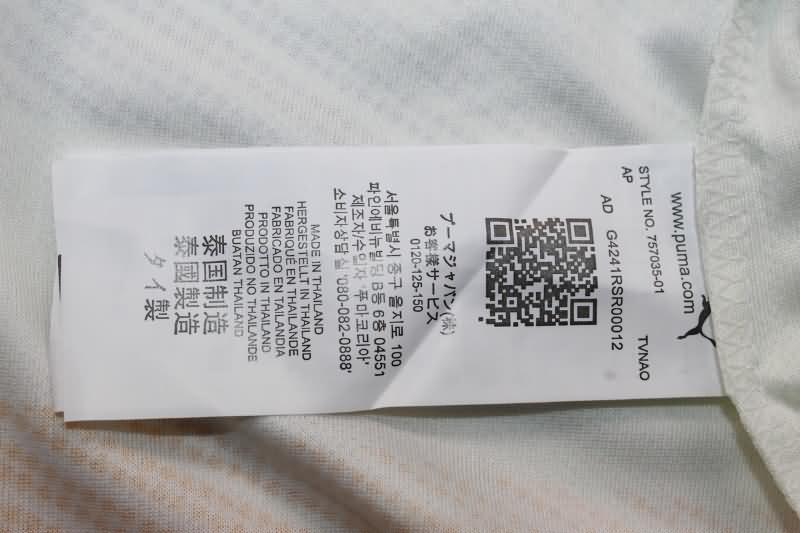 www.puma.com
STYLE NO. 757035-01 TVNAO
AP
AD G4241RSR00012
プーマジャパン(株)
お客様サービス
0120-125-150
서울특별시 중구 을지로 100
파인에비뉴빌딩 B동 6층 04551
제조자/수입자 '푸마코리아'
소비자상담실 '080-082-0888'
MADE IN THAILAND
HERGESTELLT IN THAILAND
FABRIQUÉ EN THAÏLANDE
FABRICADO EN TAILANDIA
PRODOTTO IN THAILAND
PRODUZIDO NO THAILANDE
BUATAN THAILAND
泰国制造
泰國製造
タイ製